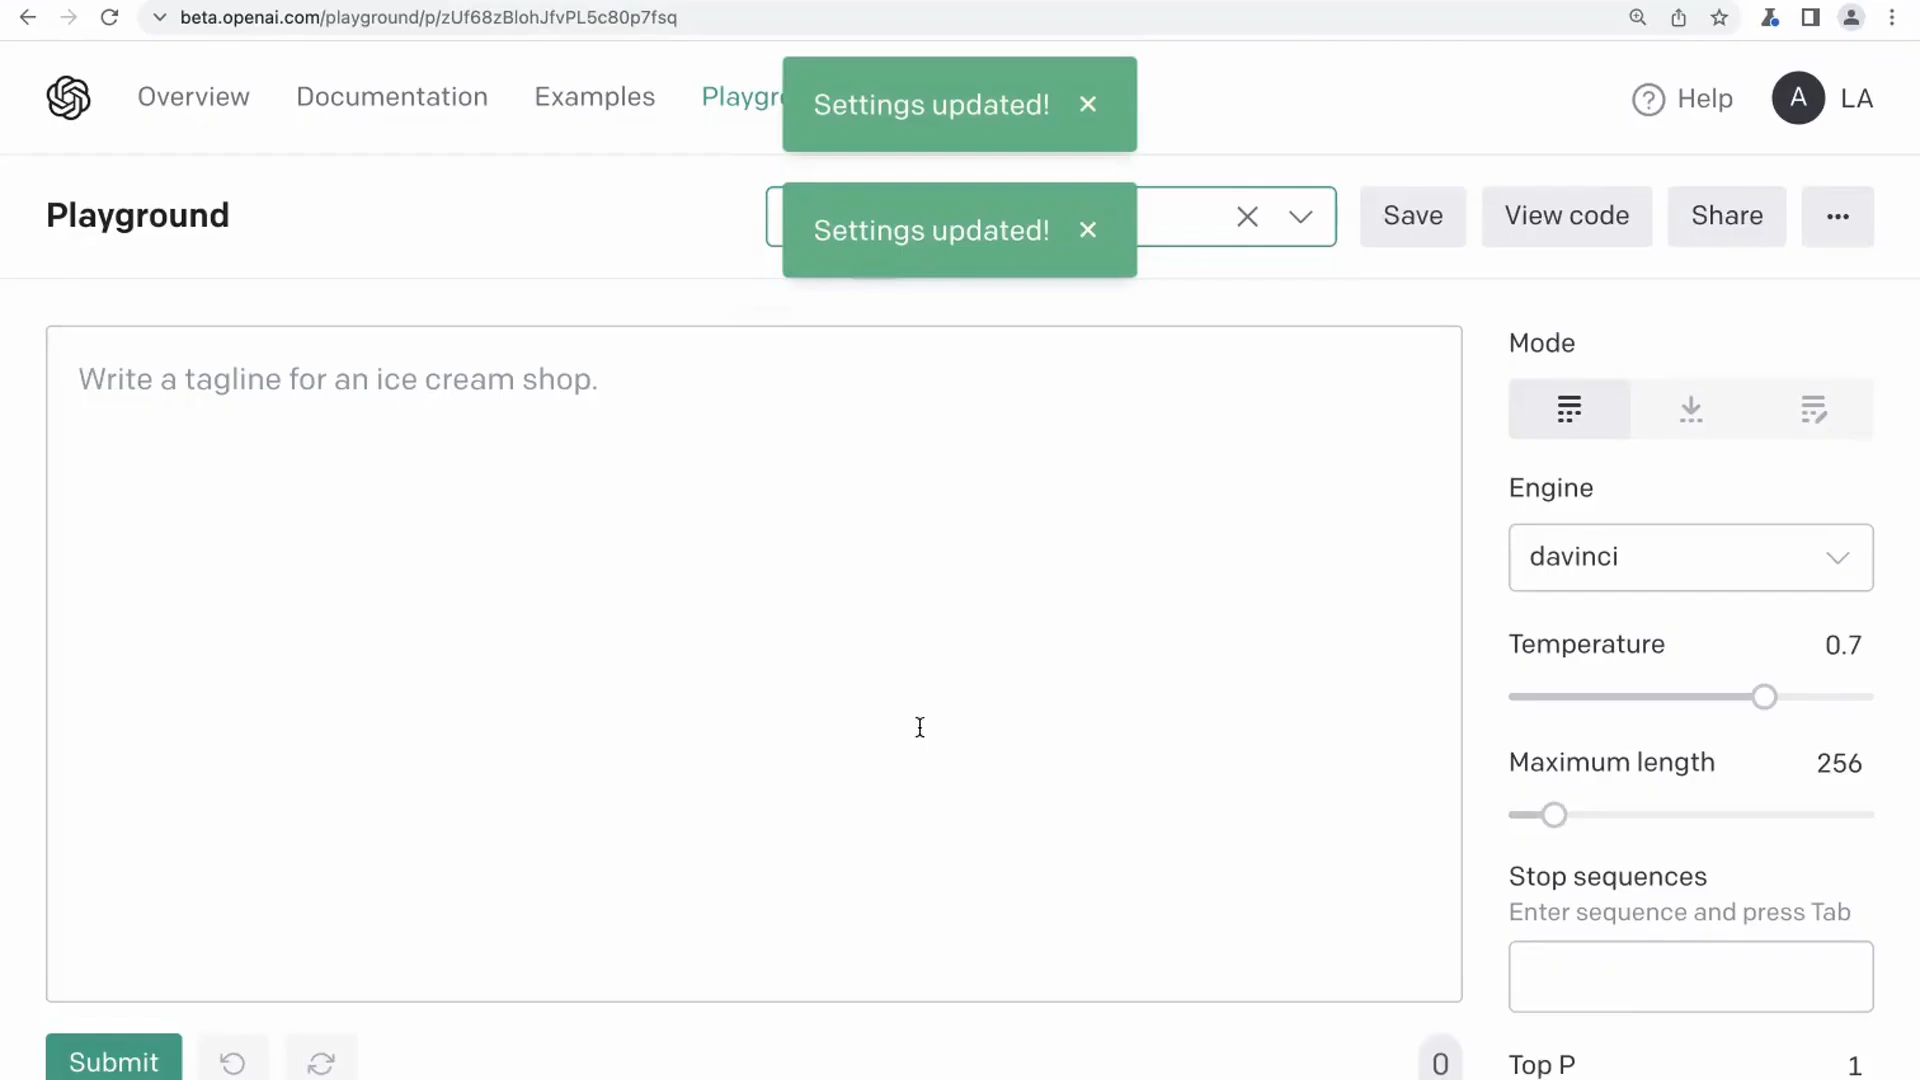 beta.openai.com/playground/p/zUf68zBlohJfvPL5c80p7fsq
Overview Documentation Examples Playgr
Settings updated!
Help A LA
Playground
Settings updated!
Save View code Share
Write a tagline for an ice cream shop.
Mode
Engine
davinci
Temperature 0.7
Maximum length 256
Stop sequences
Enter sequence and press Tab
Submit
0
Top P 1